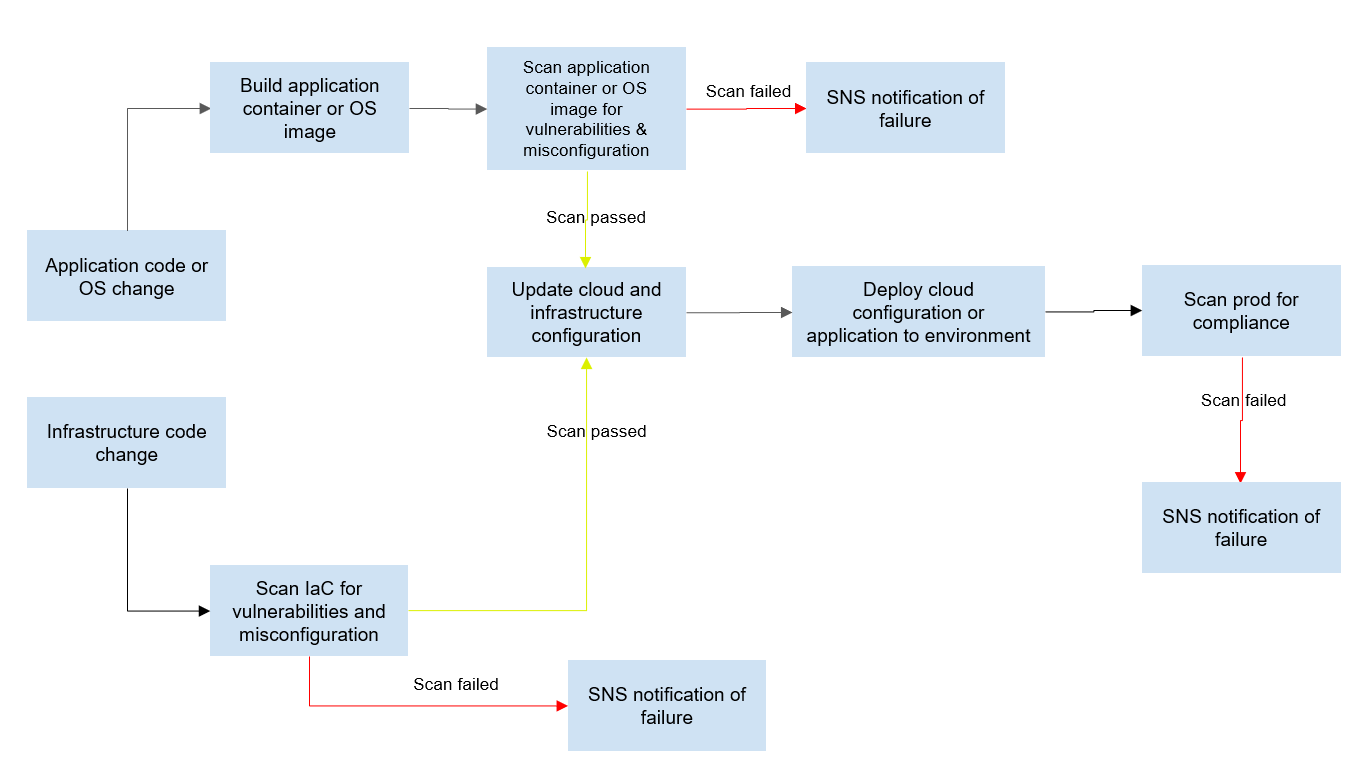 Build application
container or OS
image
Scan application
container or OS
image for
vulnerabilities &
misconfiguration
Scan failed
SNS notification of
failure
Scan passed
Application code or
OS change
Update cloud and
infrastructure
configuration
Deploy cloud
configuration or
application to environment
Scan prod for
compliance
Scan failed
Infrastructure code
change
Scan passed
SNS notification of
failure
Scan IaC for
vulnerabilities and
misconfiguration
Scan failed
SNS notification of
failure